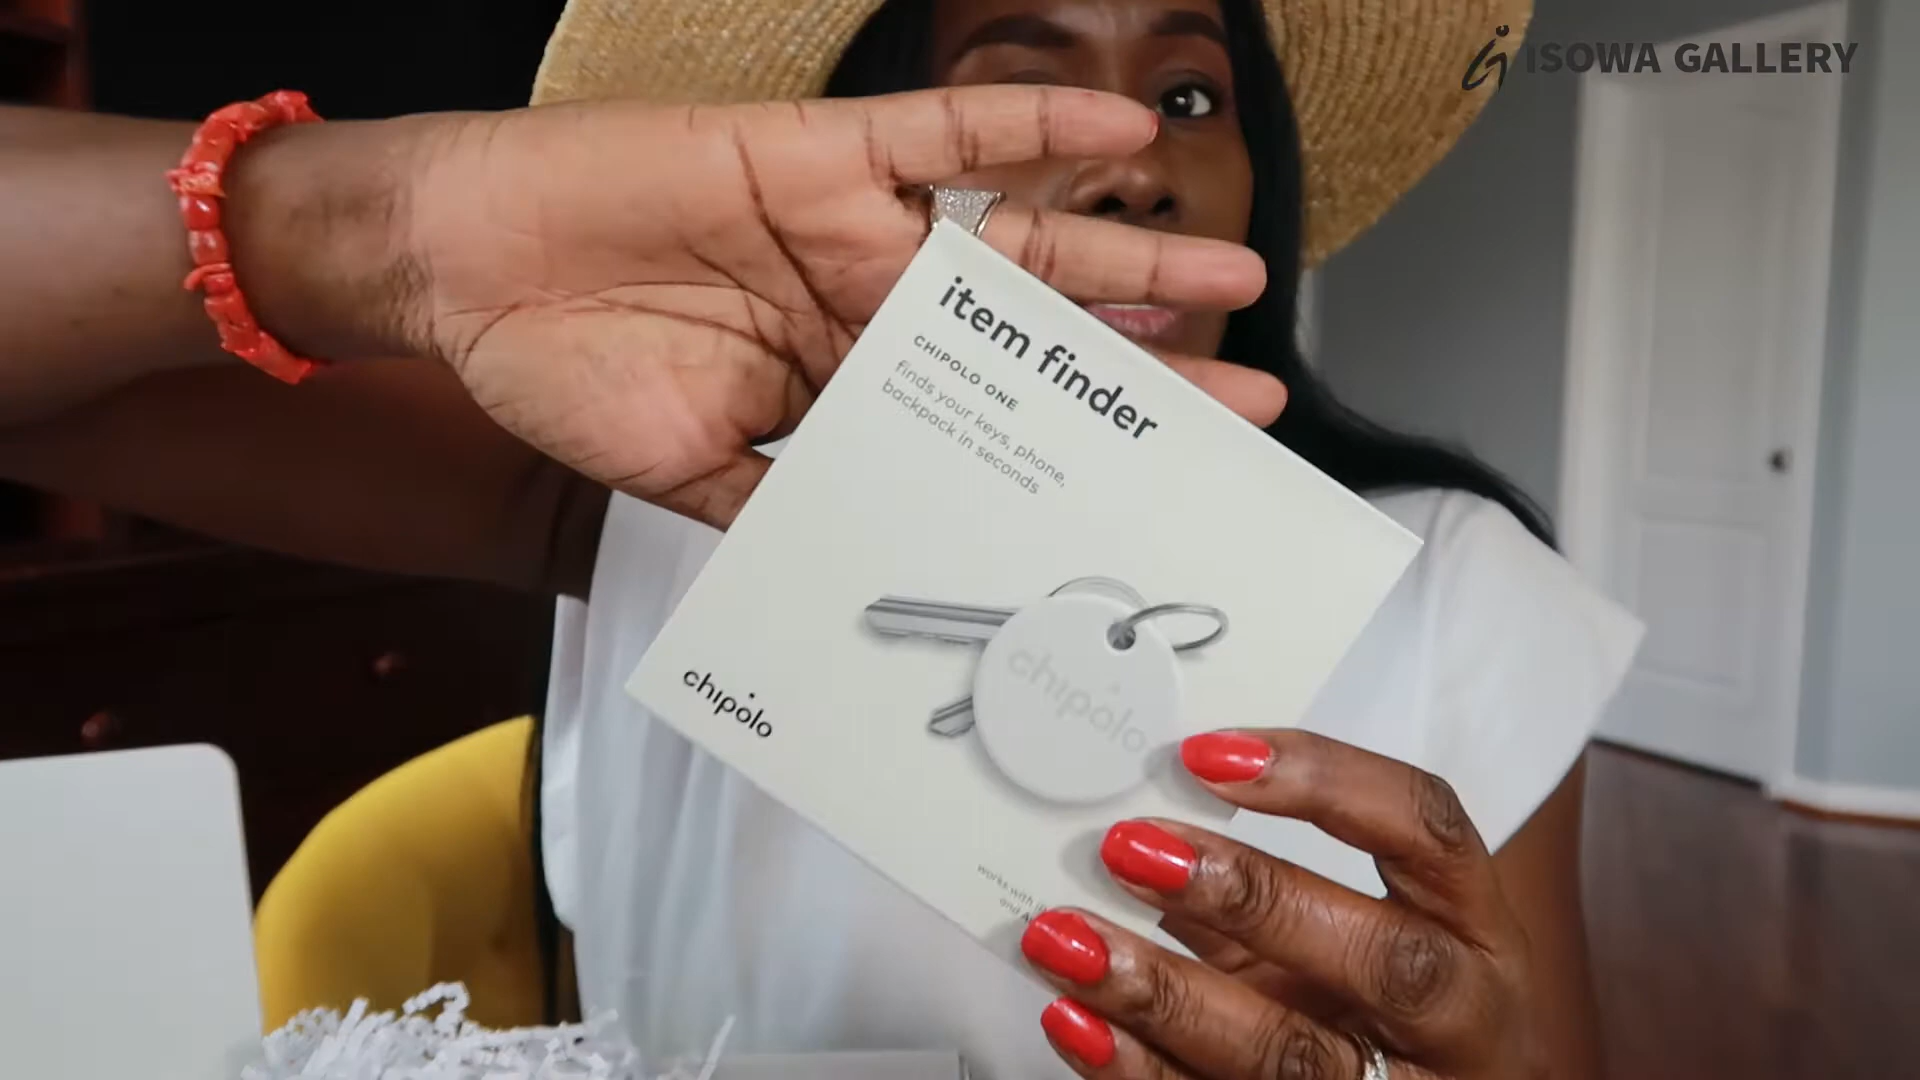 ISOWA GALLERY
item finder
CHIPOLO ONE
finds your keys, phone,
backpack in seconds
chipolo
chipolo
works with
and